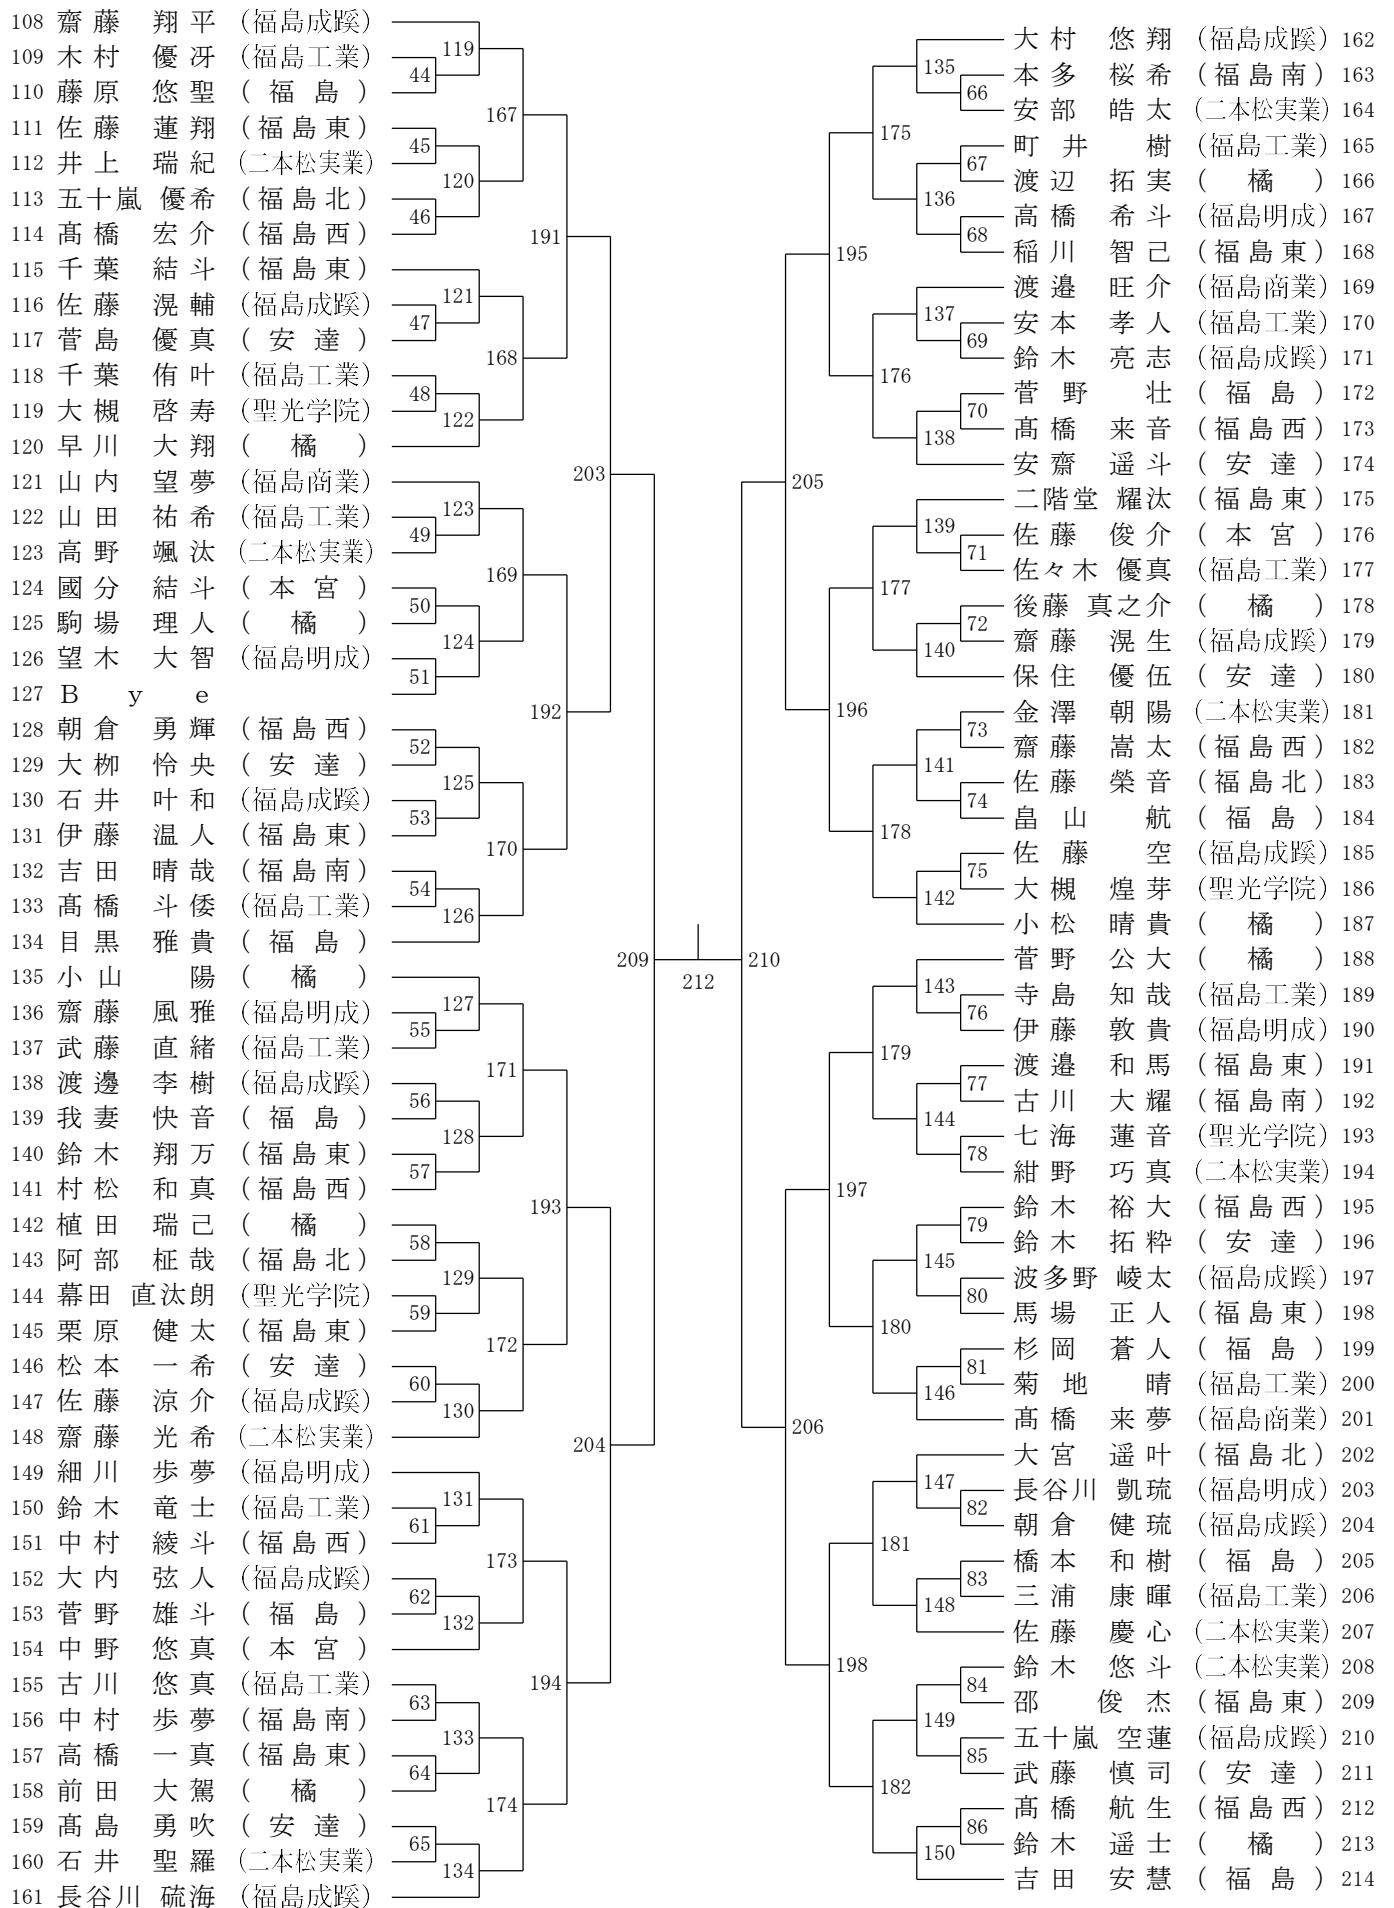 108 齋藤 翔平 (福島成蹊)
109 木村 優冴 (福島工業)
110 藤原 悠聖 (福島)
111 佐藤 蓮翔 (福島東)
112 井上 瑞紀 (二本松実業)
113 五十嵐 優希 (福島北)
114 髙橋 宏介 (福島西)
115 千葉 結斗 (福島東)
116 佐藤 滉輔 (福島成蹊)
117 菅島 優真 (安達)
118 千葉 侑叶 (福島工業)
119 大槻 啓寿 (聖光学院)
120 早川 大翔 (橘)
121 山内 望夢 (福島商業)
122 山田 祐希 (福島工業)
123 高野 颯汰 (二本松実業)
124 國分 結斗 (本宮)
125 駒場 理人 (橘)
126 望木 大智 (福島明成)
127 Bye
128 朝倉 勇輝 (福島西)
129 大栁 怜央 (安達)
130 石井 叶和 (福島成蹊)
131 伊藤 温人 (福島東)
132 吉田 晴哉 (福島南)
133 髙橋 斗倭 (福島工業)
134 目黒 雅貴 (福島)
135 小山 陽 (橘)
136 齋藤 風雅 (福島明成)
137 武藤 直緒 (福島工業)
138 渡邊 李樹 (福島成蹊)
139 我妻 快音 (福島)
140 鈴木 翔万 (福島東)
141 村松 和真 (福島西)
142 植田 瑞己 (橘)
143 阿部 柾哉 (福島北)
144 幕田 直汰朗 (聖光学院)
145 栗原 健太 (福島東)
146 松本 一希 (安達)
147 佐藤 涼介 (福島成蹊)
148 齋藤 光希 (二本松実業)
149 細川 歩夢 (福島明成)
150 鈴木 竜士 (福島工業)
151 中村 綾斗 (福島西)
152 大内 弦人 (福島成蹊)
153 菅野 雄斗 (福島)
154 中野 悠真 (本宮)
155 古川 悠真 (福島工業)
156 中村 歩夢 (福島南)
157 高橋 一真 (福島東)
158 前田 大駕 (橘)
159 髙島 勇吹 (安達)
160 石井 聖羅 (二本松実業)
161 長谷川 硫海 (福島成蹊)
119
44
45
120
46
121
47
48
122
123
49
50
124
51
52
125
53
54
126
127
55
56
128
57
58
129
59
60
130
131
61
62
132
63
133
64
65
134
167
168
169
170
171
172
173
174
191
192
193
194
203
204
209
212
210
205
206
195
196
197
198
175
176
177
178
179
180
181
182
135
66
67
136
68
137
69
70
138
139
71
72
140
73
141
74
75
142
143
76
77
144
78
79
145
80
81
146
147
82
83
148
84
149
85
86
150
大村 悠翔 (福島成蹊) 162
本多 桜希 (福島南) 163
安部 皓太 (二本松実業) 164
町井 樹 (福島工業) 165
渡辺 拓実 (橘) 166
高橋 希斗 (福島明成) 167
稲川 智己 (福島東) 168
渡邉 旺介 (福島商業) 169
安本 孝人 (福島工業) 170
鈴木 亮志 (福島成蹊) 171
菅野 壮 (福島) 172
髙橋 来音 (福島西) 173
安齋 遥斗 (安達) 174
二階堂 耀汰 (福島東) 175
佐藤 俊介 (本宮) 176
佐々木 優真 (福島工業) 177
後藤 真之介 (橘) 178
齋藤 滉生 (福島成蹊) 179
保住 優伍 (安達) 180
金澤 朝陽 (二本松実業) 181
齋藤 嵩太 (福島西) 182
佐藤 榮音 (福島北) 183
畠山 航 (福島) 184
佐藤 空 (福島成蹊) 185
大槻 煌芽 (聖光学院) 186
小松 晴貴 (橘) 187
菅野 公大 (橘) 188
寺島 知哉 (福島工業) 189
伊藤 敦貴 (福島明成) 190
渡邉 和馬 (福島東) 191
古川 大耀 (福島南) 192
七海 蓮音 (聖光学院) 193
紺野 巧真 (二本松実業) 194
鈴木 裕大 (福島西) 195
鈴木 拓粋 (安達) 196
波多野 崚太 (福島成蹊) 197
馬場 正人 (福島東) 198
杉岡 蒼人 (福島) 199
菊地 晴 (福島工業) 200
髙橋 来夢 (福島商業) 201
大宮 遥叶 (福島北) 202
長谷川 凱琉 (福島明成) 203
朝倉 健琉 (福島成蹊) 204
橋本 和樹 (福島) 205
三浦 康暉 (福島工業) 206
佐藤 慶心 (二本松実業) 207
鈴木 悠斗 (二本松実業) 208
邵 俊杰 (福島東) 209
五十嵐 空蓮 (福島成蹊) 210
武藤 慎司 (安達) 211
髙橋 航生 (福島西) 212
鈴木 遥士 (橘) 213
吉田 安慧 (福島) 214